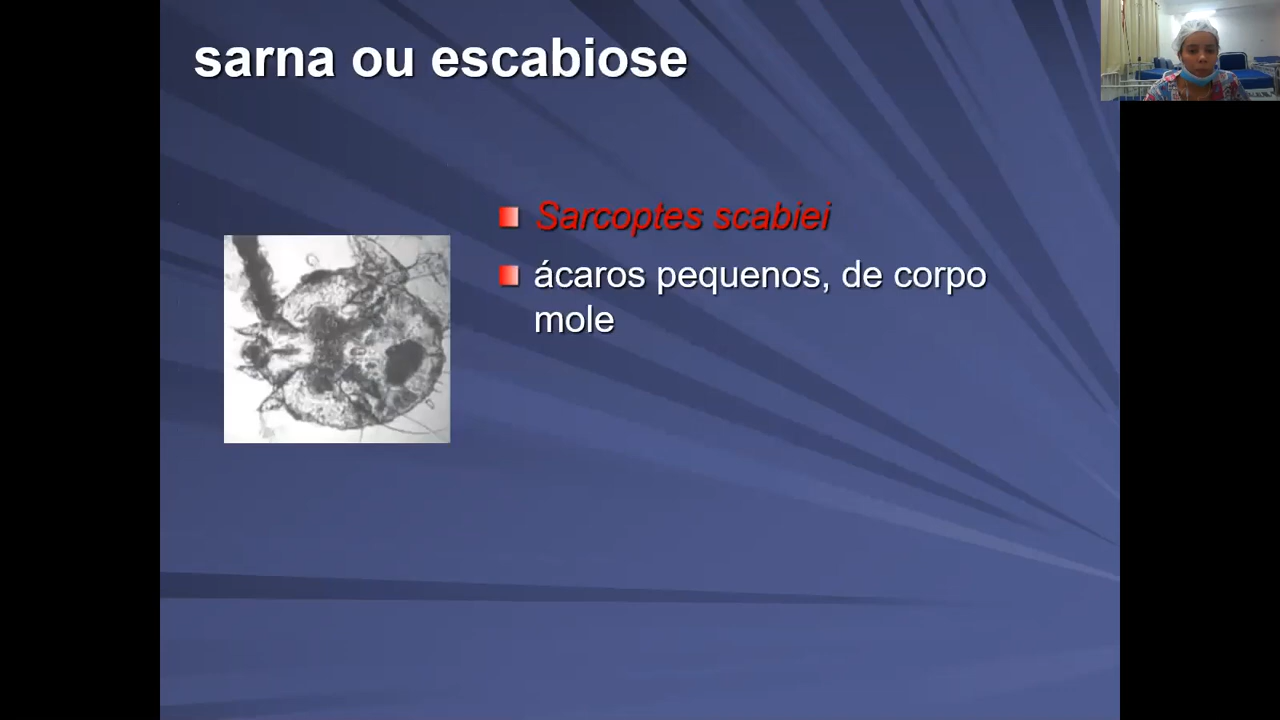 sarna ou escabiose
Sarcoptes scabiei
ácaros pequenos, de corpo
mole